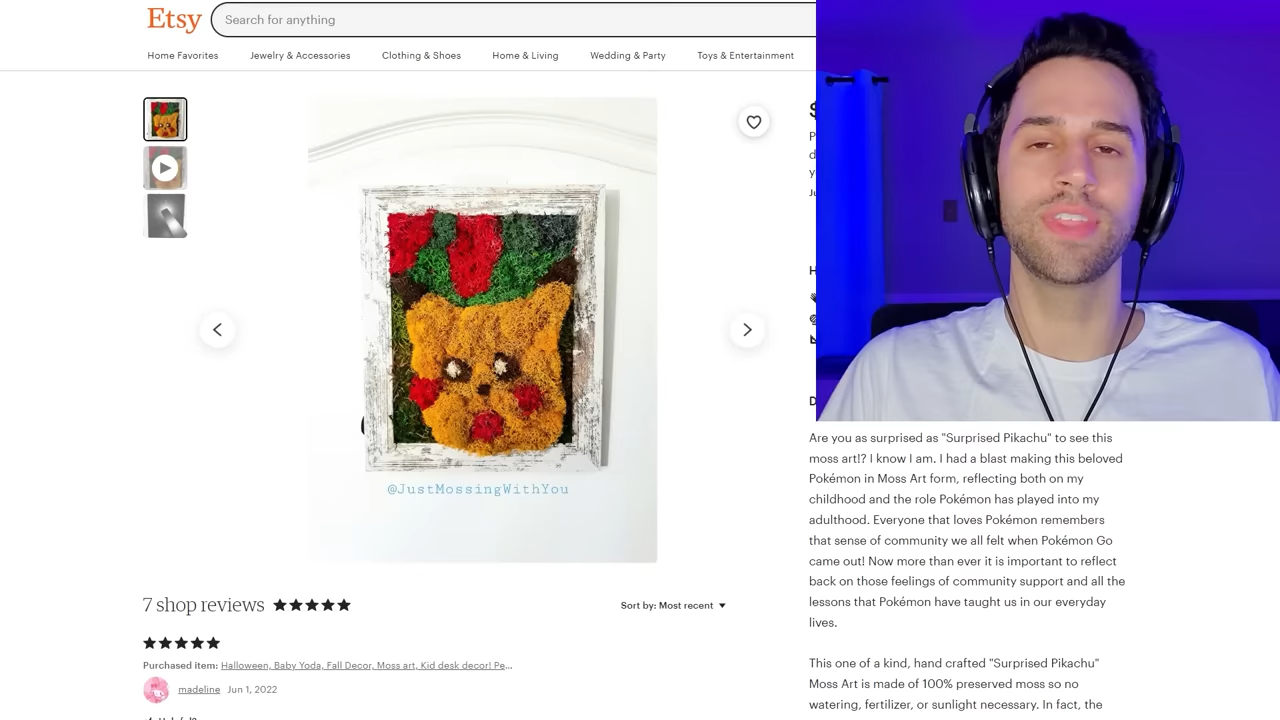 Etsy
Search for anything
Home Favorites
Jewelry & Accessories
Clothing & Shoes
Home & Living
Wedding & Party
Toys & Entertainment
$
@JustMossingWithYou
7 shop reviews
Sort by: Most recent
Purchased item: Halloween, Baby Yoda, Fall Decor, Moss art, Kid desk decor! Pe...
madeline Jun 1, 2022
Are you as surprised as "Surprised Pikachu" to see this
moss art!? I know I am. I had a blast making this beloved
Pokémon in Moss Art form, reflecting both on my
childhood and the role Pokémon has played into my
adulthood. Everyone that loves Pokémon remembers
that sense of community we all felt when Pokémon Go
came out! Now more than ever it is important to reflect
back on those feelings of community support and all the
lessons that Pokémon have taught us in our everyday
lives.
This one of a kind, hand crafted "Surprised Pikachu"
Moss Art is made of 100% preserved moss so no
watering, fertilizer, or sunlight necessary. In fact, the